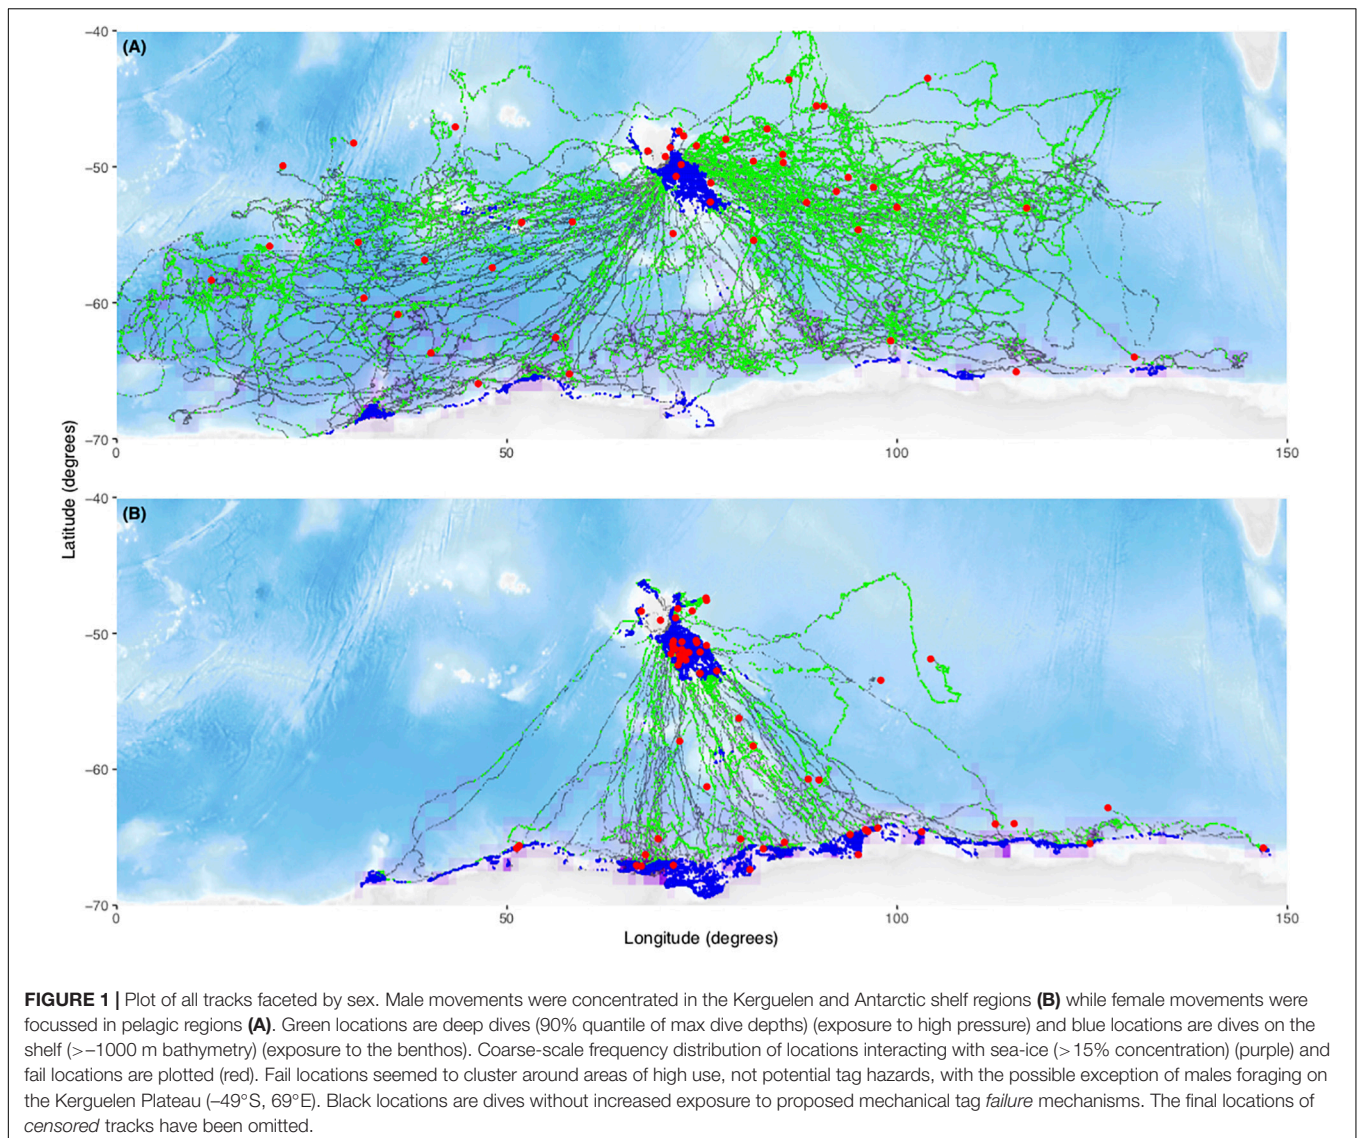 (A)
−40
−50
−60
−70
0
50
100
150
Latitude (degrees)
(B)
−40
−50
−60
−70
0
50
100
150
Longitude (degrees)
FIGURE 1 | Plot of all tracks faceted by sex. Male movements were concentrated in the Kerguelen and Antarctic shelf regions (B) while female movements were
focussed in pelagic regions (A). Green locations are deep dives (90% quantile of max dive depths) (exposure to high pressure) and blue locations are dives on the
shelf (>−1000 m bathymetry) (exposure to the benthos). Coarse-scale frequency distribution of locations interacting with sea-ice (>15% concentration) (purple) and
fail locations are plotted (red). Fail locations seemed to cluster around areas of high use, not potential tag hazards, with the possible exception of males foraging on
the Kerguelen Plateau (−49°S, 69°E). Black locations are dives without increased exposure to proposed mechanical tag failure mechanisms. The final locations of
censored tracks have been omitted.